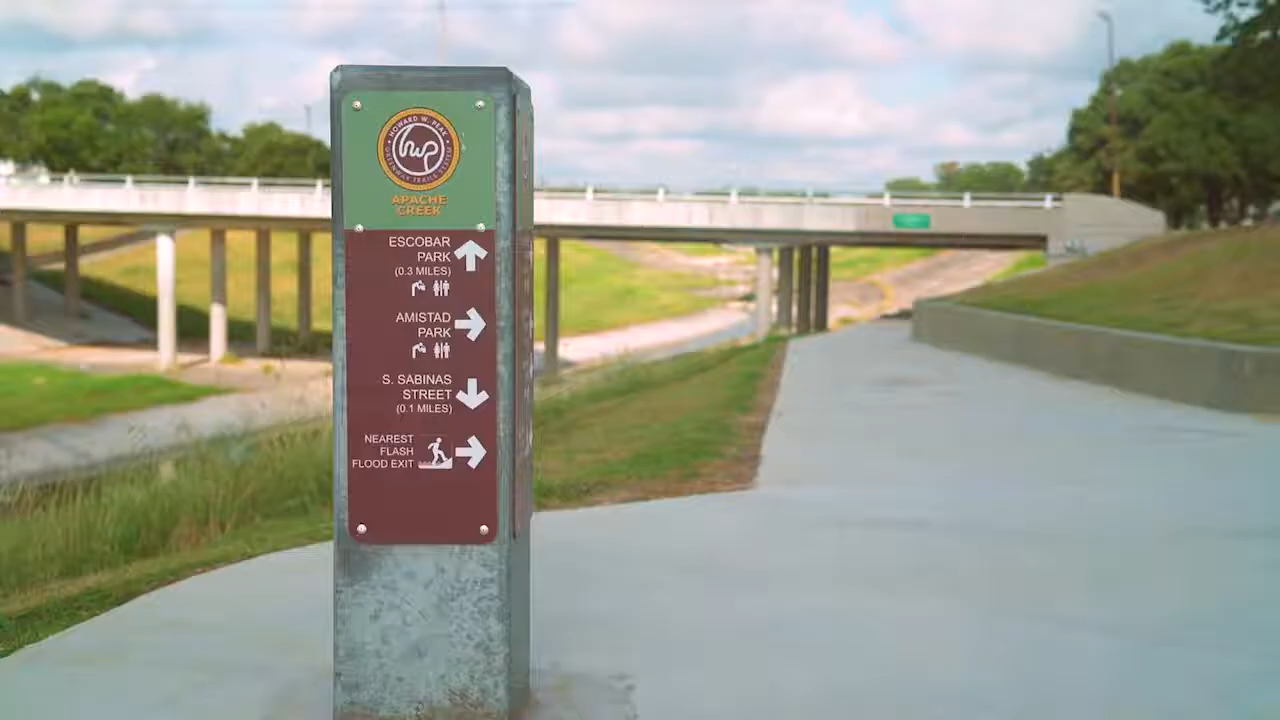 HOWARD W. PEAK
hwp
GREENWAY TRAILS SYSTEM
APACHE
CREEK
ESCOBAR
PARK
(0.3 MILES)
AMISTAD
PARK
S. SABINAS
STREET
(0.1 MILES)
NEAREST
FLASH
FLOOD EXIT